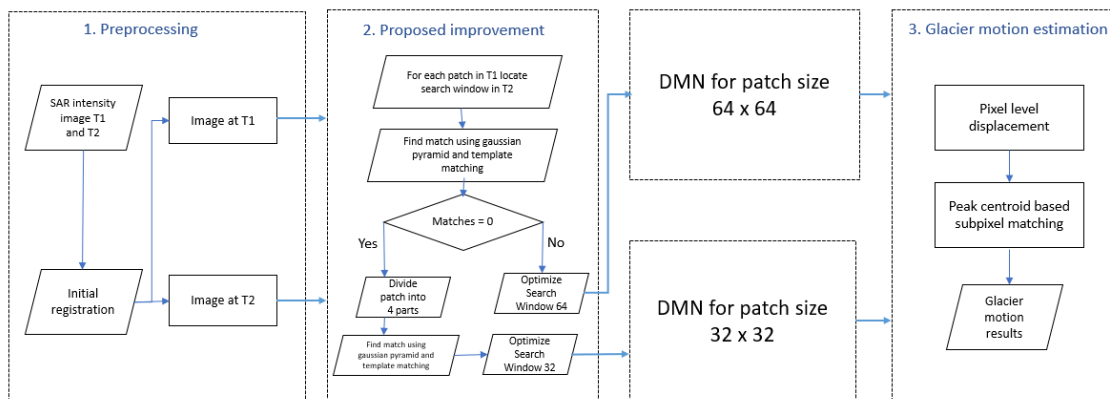 1. Preprocessing
SAR intensity
image T1
and T2
Image at T1
Initial
registration
Image at T2
2. Proposed improvement
For each patch in T1 locate
search window in T2
Find match using gaussian
pyramid and template
matching
Matches = 0
Yes
No
Divide
patch into
4 parts
Optimize
Search
Window 64
Find match using
gaussian pyramid and
template matching
Optimize
Search
Window 32
DMN for patch size
64 x 64
DMN for patch size
32 x 32
3. Glacier motion estimation
Pixel level
displacement
Peak centroid based
subpixel matching
Glacier
motion
results